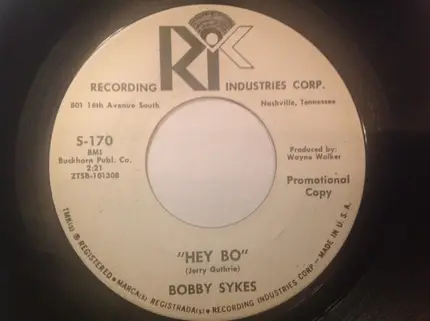 RIC
RECORDING INDUSTRIES CORP.
801 16th Avenue South
Nashville, Tennessee
S-170
BMI
Buckhorn Publ. Co.
2:21
ZTSB-101308
Produced by:
Wayne Walker
Promotional
Copy
"HEY BO"
(Jerry Guthrie)
BOBBY SYKES
TMK(s) ® REGISTERED • MARCA(s) REGISTRADA(s) • RECORDING INDUSTRIES CORP — MADE IN U.S.A.